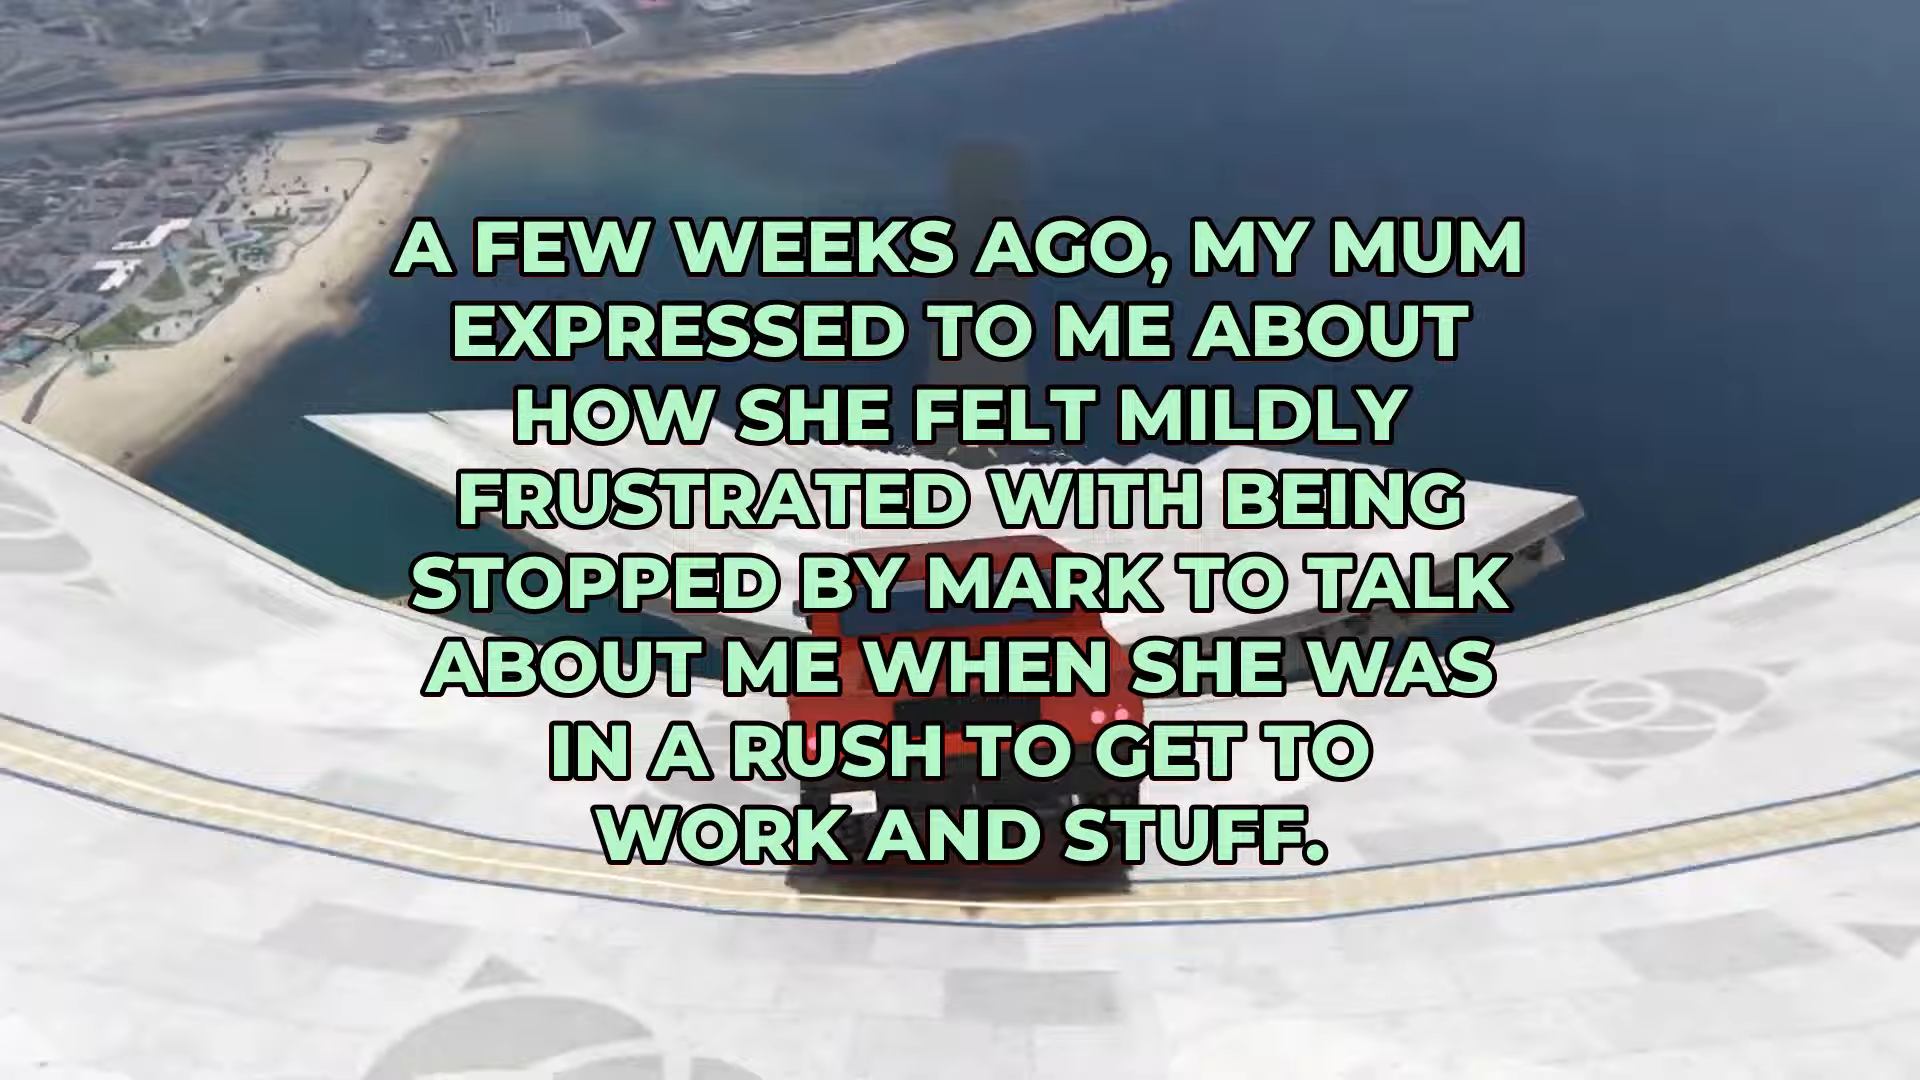 A FEW WEEKS AGO, MY MUM
EXPRESSED TO ME ABOUT
HOW SHE FELT MILDLY
FRUSTRATED WITH BEING
STOPPED BY MARK TO TALK
ABOUT ME WHEN SHE WAS
IN A RUSH TO GET TO
WORK AND STUFF.